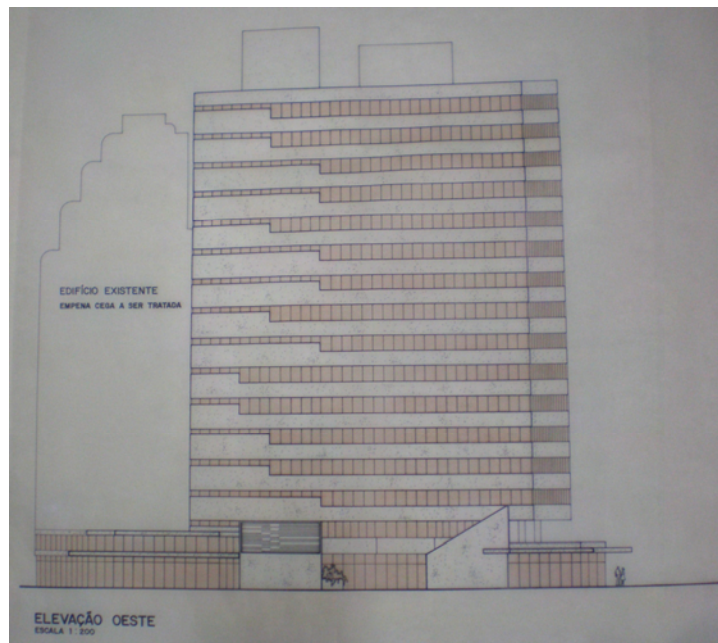 EDIFÍCIO EXISTENTE
EMPENA CEGA A SER TRATADA
ELEVAÇÃO OESTE
ESCALA 1:200